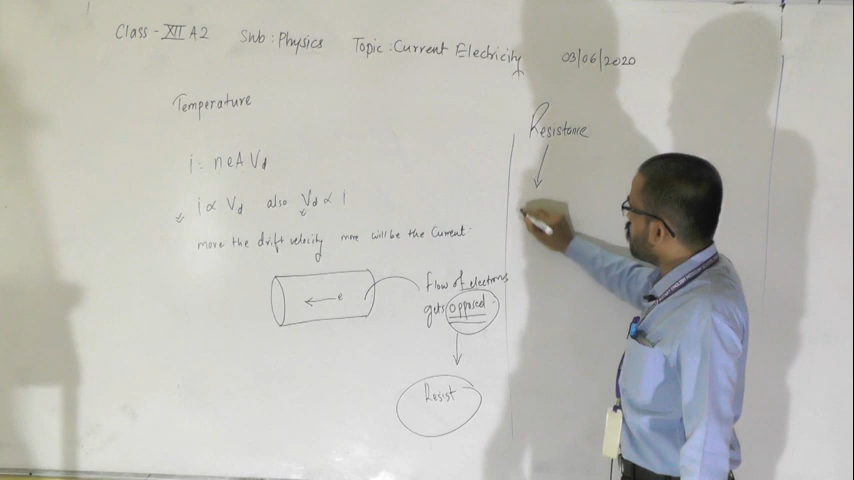 Class - XII A2 Sub : Physics Topic : Current Electricity 03/06/2020
Temperature
i = neA Vd
i ∝ Vd also Vd ∝ i
more the drift velocity more will be the Current.
← e
flow of electrons
gets opposed.
Resist
Resistance